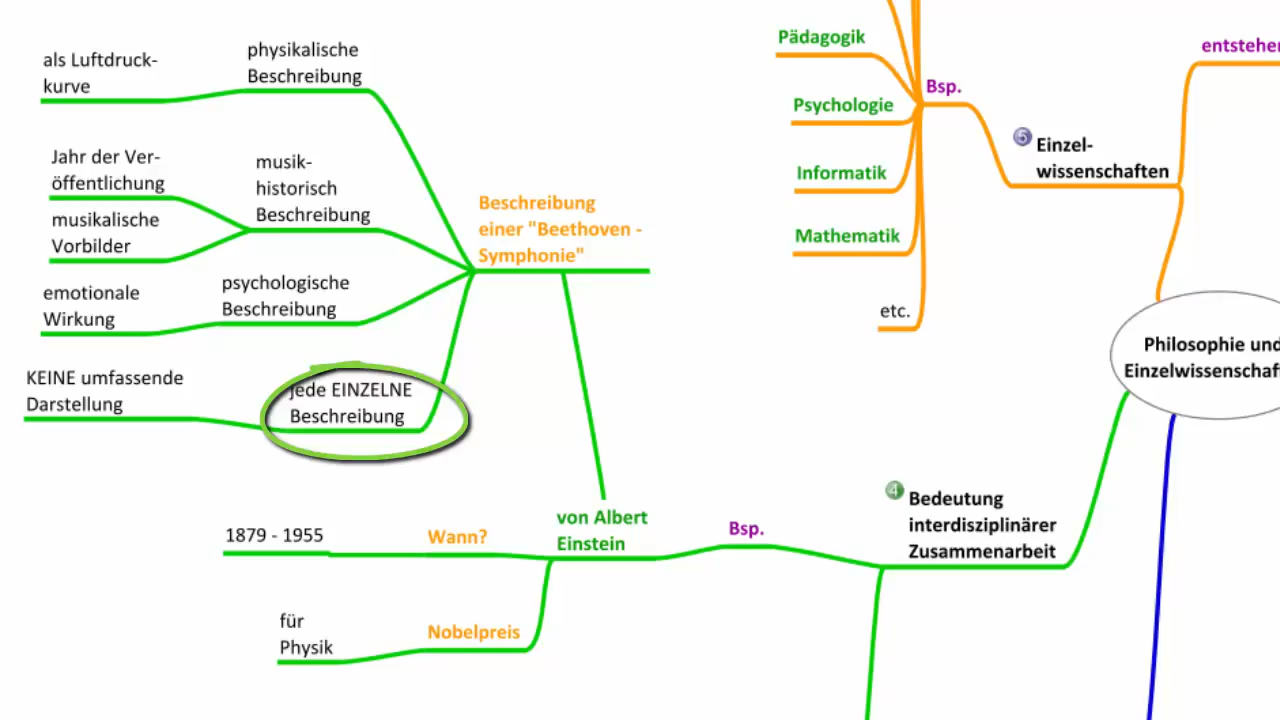 als Luftdruck-
kurve
physikalische
Beschreibung
Jahr der Ver-
öffentlichung
musikalische
Vorbilder
musik-
historisch
Beschreibung
emotionale
Wirkung
psychologische
Beschreibung
KEINE umfassende
Darstellung
jede EINZELNE
Beschreibung
Beschreibung
einer "Beethoven -
Symphonie"
von Albert
Einstein
1879 - 1955
Wann?
für
Physik
Nobelpreis
Bsp.
4
Bedeutung
interdisziplinärer
Zusammenarbeit
Pädagogik
Psychologie
Informatik
Mathematik
etc.
Bsp.
5
Einzel-
wissenschaften
Philosophie und